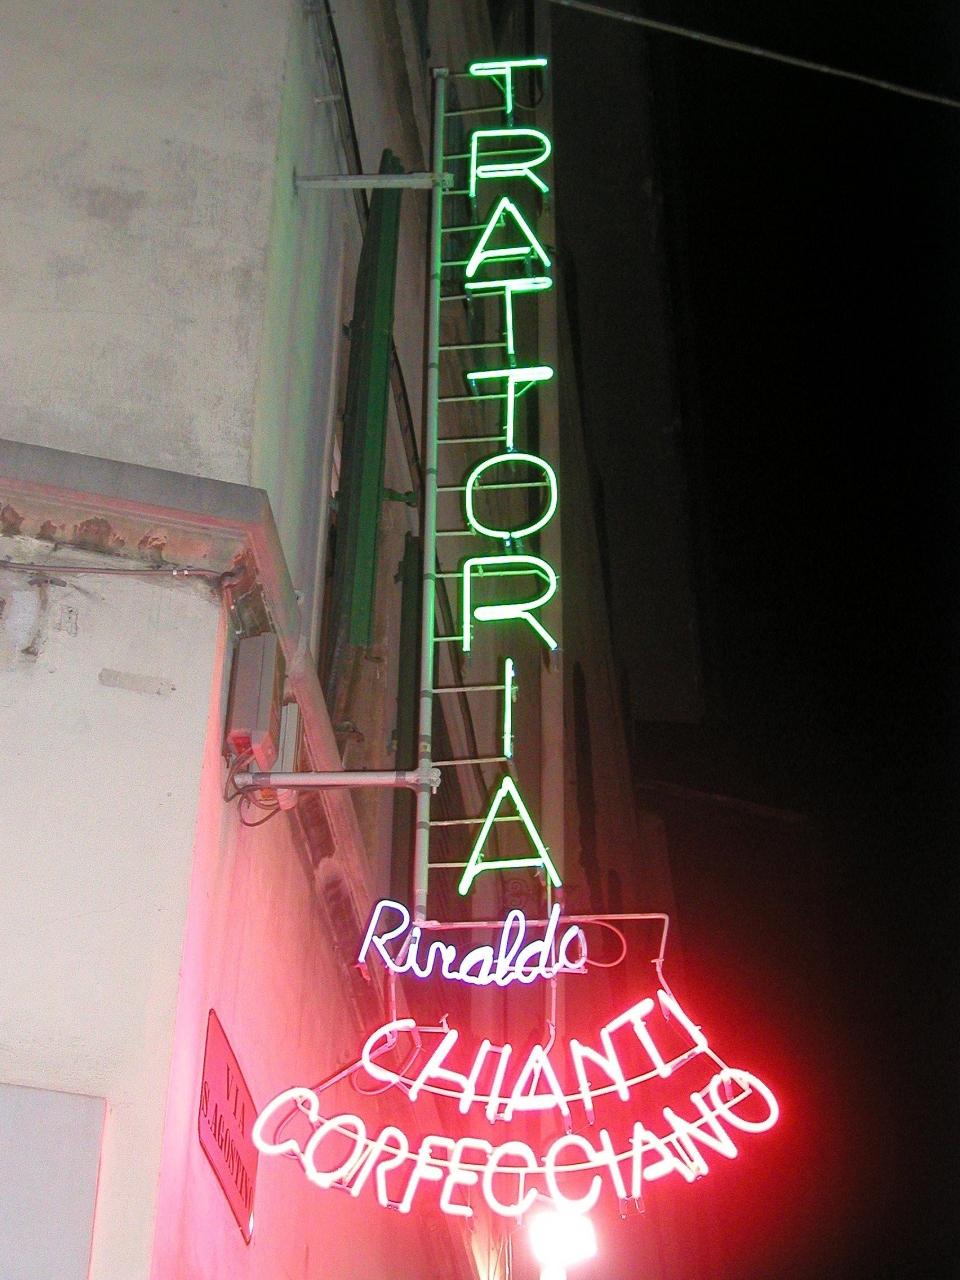 TRATTORIA
Rinaldo
CHIANTI
CORFECCIANO
VIA
S. AGOSTINO